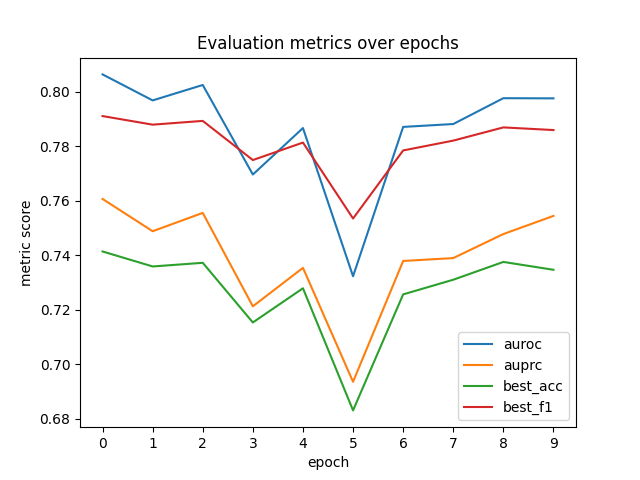 Evaluation metrics over epochs
metric score
0.80
0.78
0.76
0.74
0.72
0.70
0.68
0 1 2 3 4 5 6 7 8 9
epoch
auroc
auprc
best_acc
best_f1